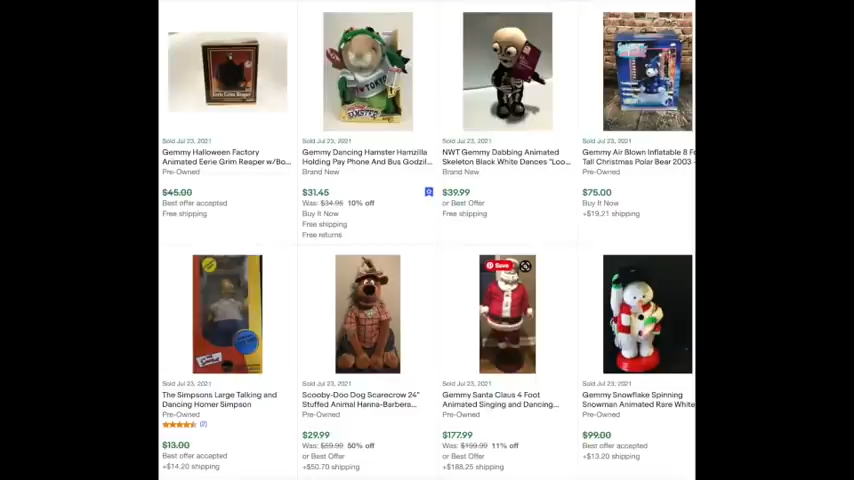 I ♥ TOKYO
HAMSTER
Save
The Simpsons
Sold Jul 23, 2021
Gemmy Halloween Factory
Animated Eerie Grim Reaper w/Bo...
Pre-Owned
$45.00
Best offer accepted
Free shipping
Sold Jul 23, 2021
Gemmy Dancing Hamster Hamzilla
Holding Pay Phone And Bus Godzil...
Brand New
$31.45
Was: $34.95 10% off
Buy It Now
Free shipping
Free returns
Sold Jul 23, 2021
NWT Gemmy Dabbing Animated
Skeleton Black White Dances "Loo...
Brand New
$39.99
or Best Offer
Free shipping
Sold Jul 23, 2021
Gemmy Air Blown Inflatable 8 F
Tall Christmas Polar Bear 2003
Pre-Owned
$75.00
Buy It Now
+$19.21 shipping
Sold Jul 23, 2021
The Simpsons Large Talking and
Dancing Homer Simpson
Pre-Owned
(2)
$13.00
Best offer accepted
+$14.20 shipping
Sold Jul 23, 2021
Scooby-Doo Dog Scarecrow 24"
Stuffed Animal Hanna-Barbera...
Pre-Owned
$29.99
Was: $59.99 50% off
or Best Offer
+$50.70 shipping
Sold Jul 23, 2021
Gemmy Santa Claus 4 Foot
Animated Singing and Dancing...
Pre-Owned
$177.99
Was: $199.99 11% off
or Best Offer
+$188.25 shipping
Sold Jul 23, 2021
Gemmy Snowflake Spinning
Snowman Animated Rare White
Pre-Owned
$99.00
Best offer accepted
+$13.20 shipping